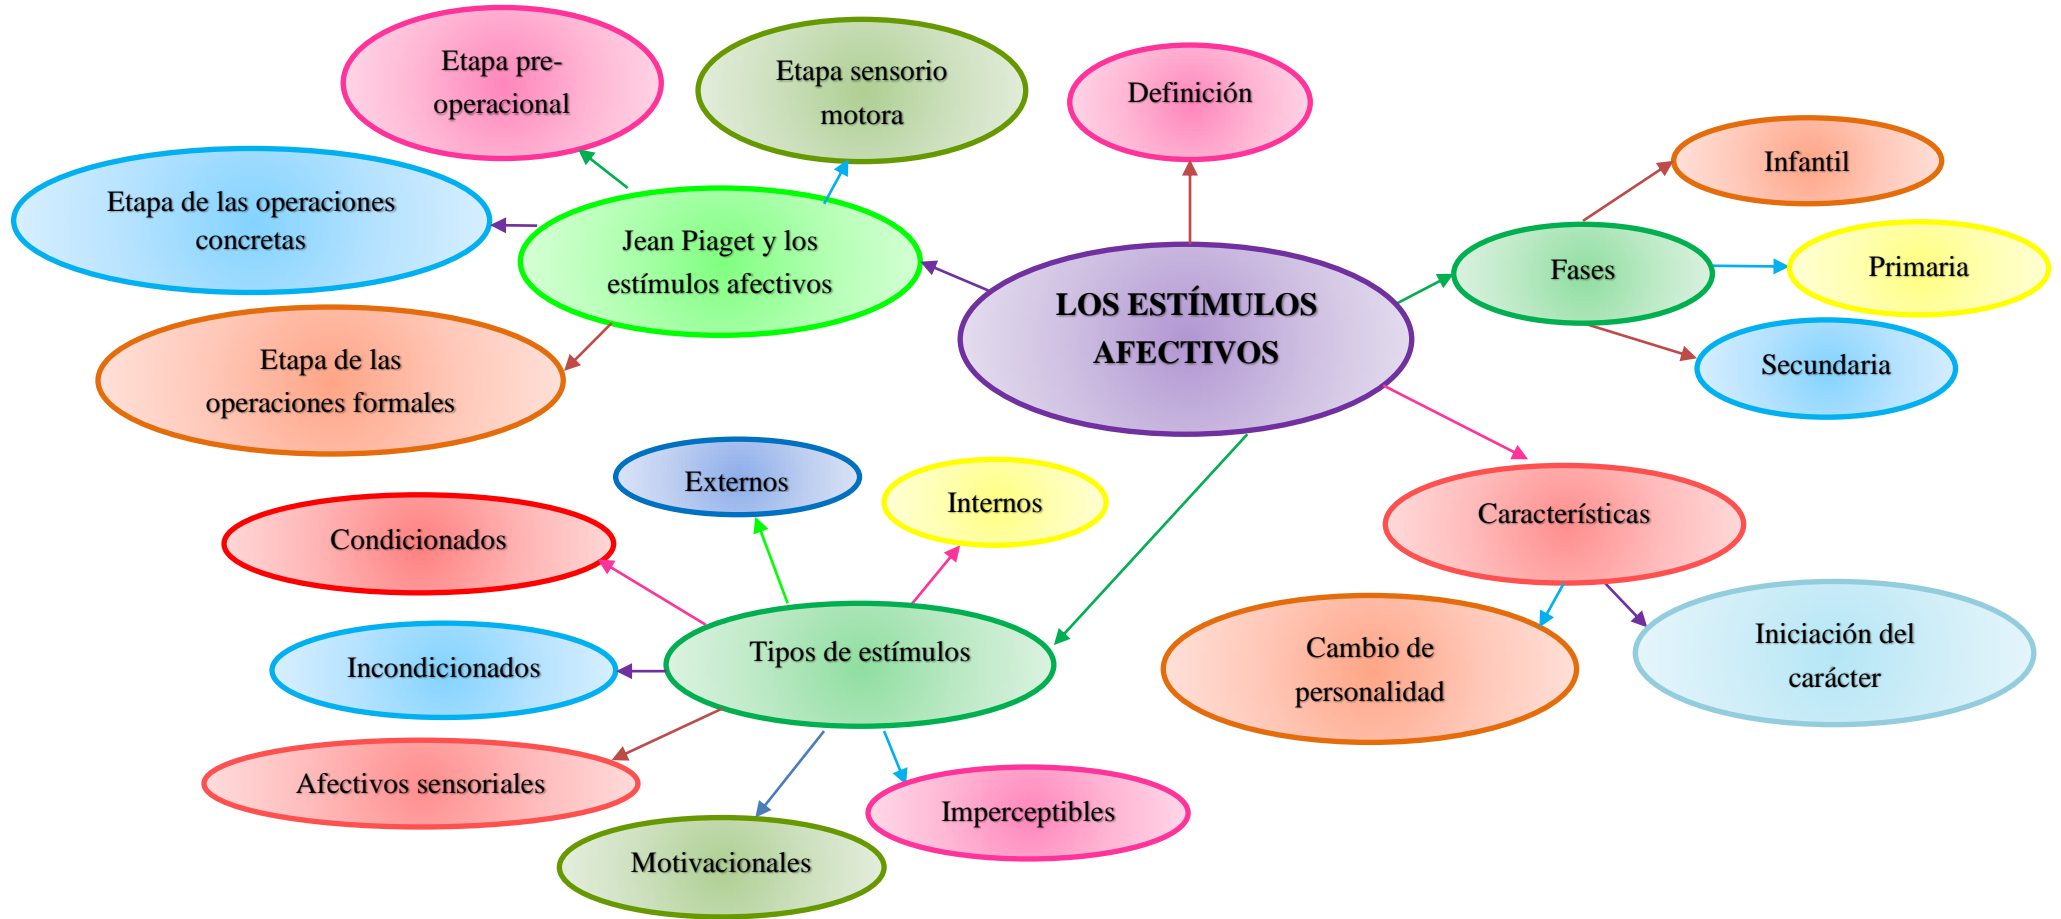 Etapa pre-
operacional
Etapa sensorio
motora
Definición
Infantil
Etapa de las operaciones
concretas
Jean Piaget y los
estímulos afectivos
Fases
Primaria
LOS ESTÍMULOS
AFECTIVOS
Etapa de las
operaciones formales
Secundaria
Externos
Internos
Condicionados
Características
Tipos de estímulos
Incondicionados
Cambio de
personalidad
Iniciación del
carácter
Afectivos sensoriales
Imperceptibles
Motivacionales